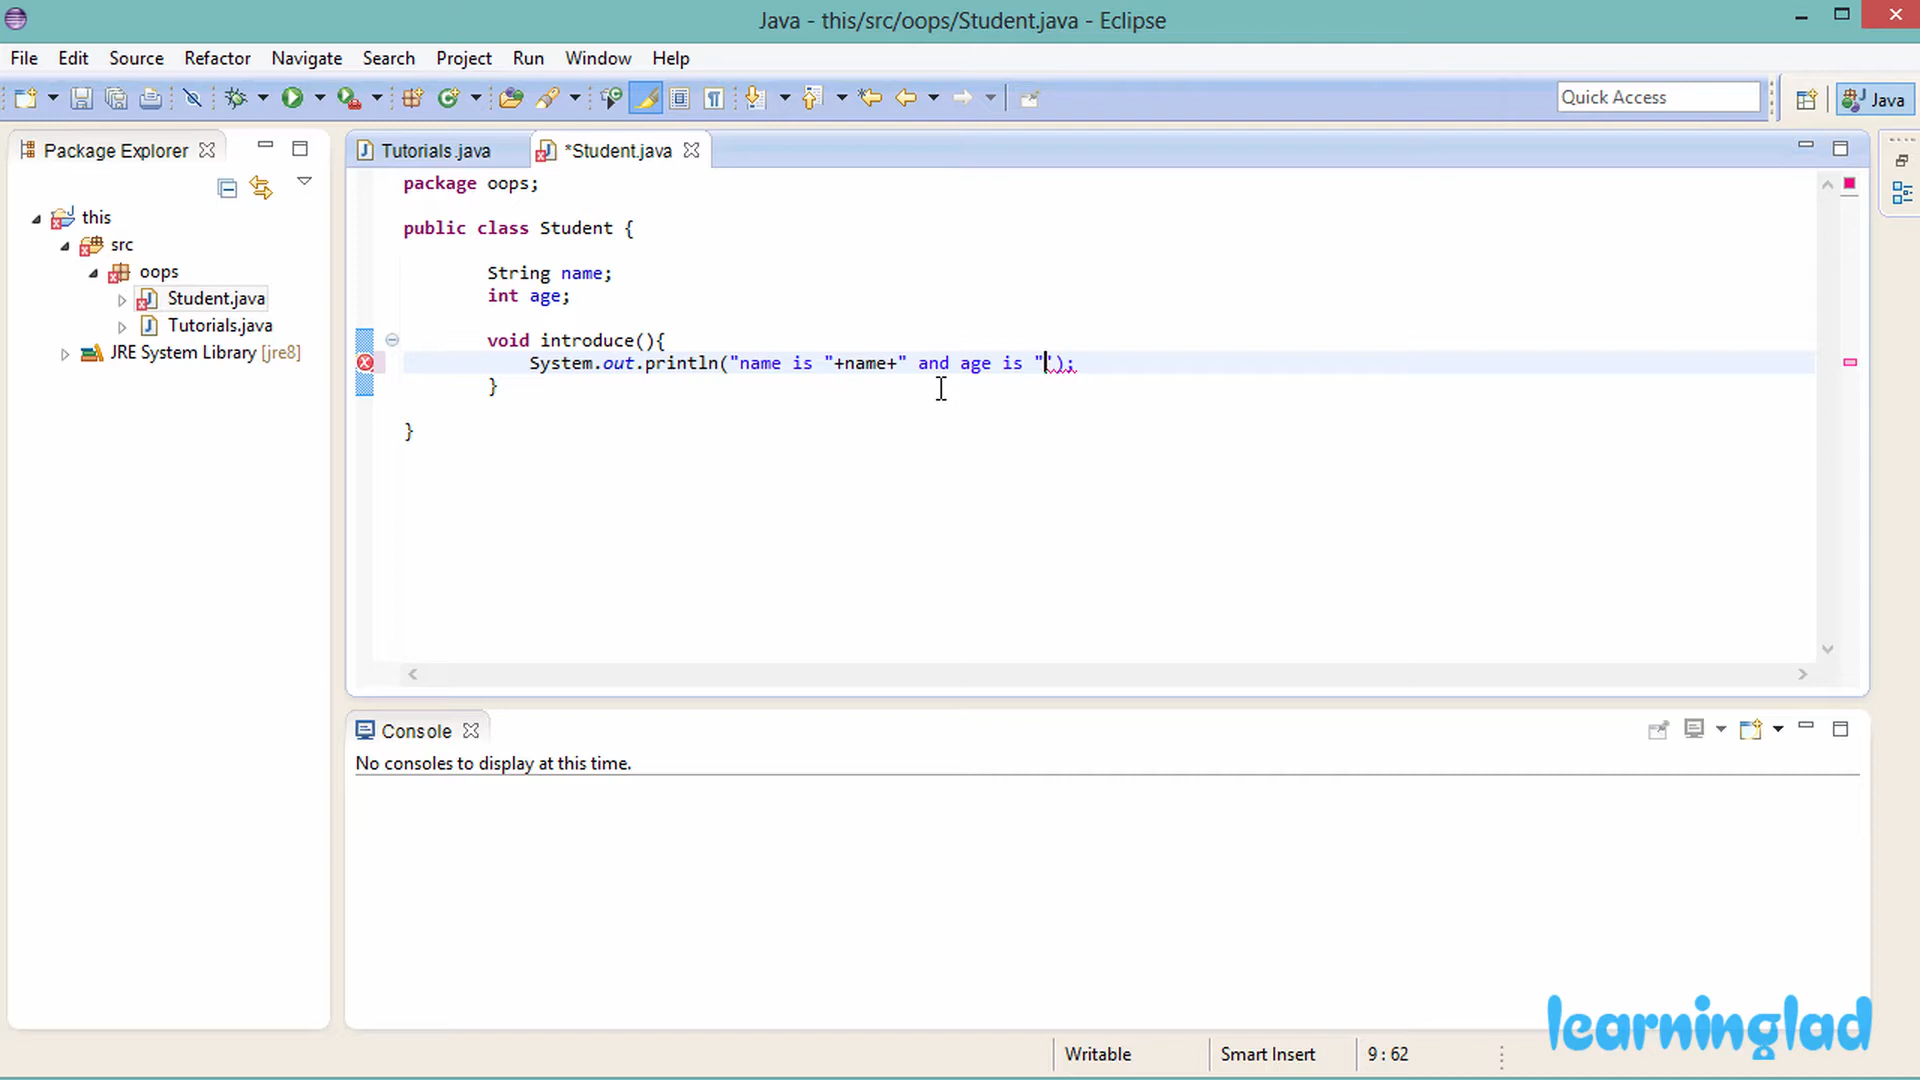 Java - this/src/oops/Student.java - Eclipse
File Edit Source Refactor Navigate Search Project Run Window Help
Quick Access
Java
Package Explorer
this
src
oops
Student.java
Tutorials.java
JRE System Library [jre8]
Tutorials.java
*Student.java
package oops;
public class Student {
String name;
int age;
void introduce(){
System.out.println("name is "+name+" and age is "");
}
}
Console
No consoles to display at this time.
Writable
Smart Insert
9 : 62
learninglad